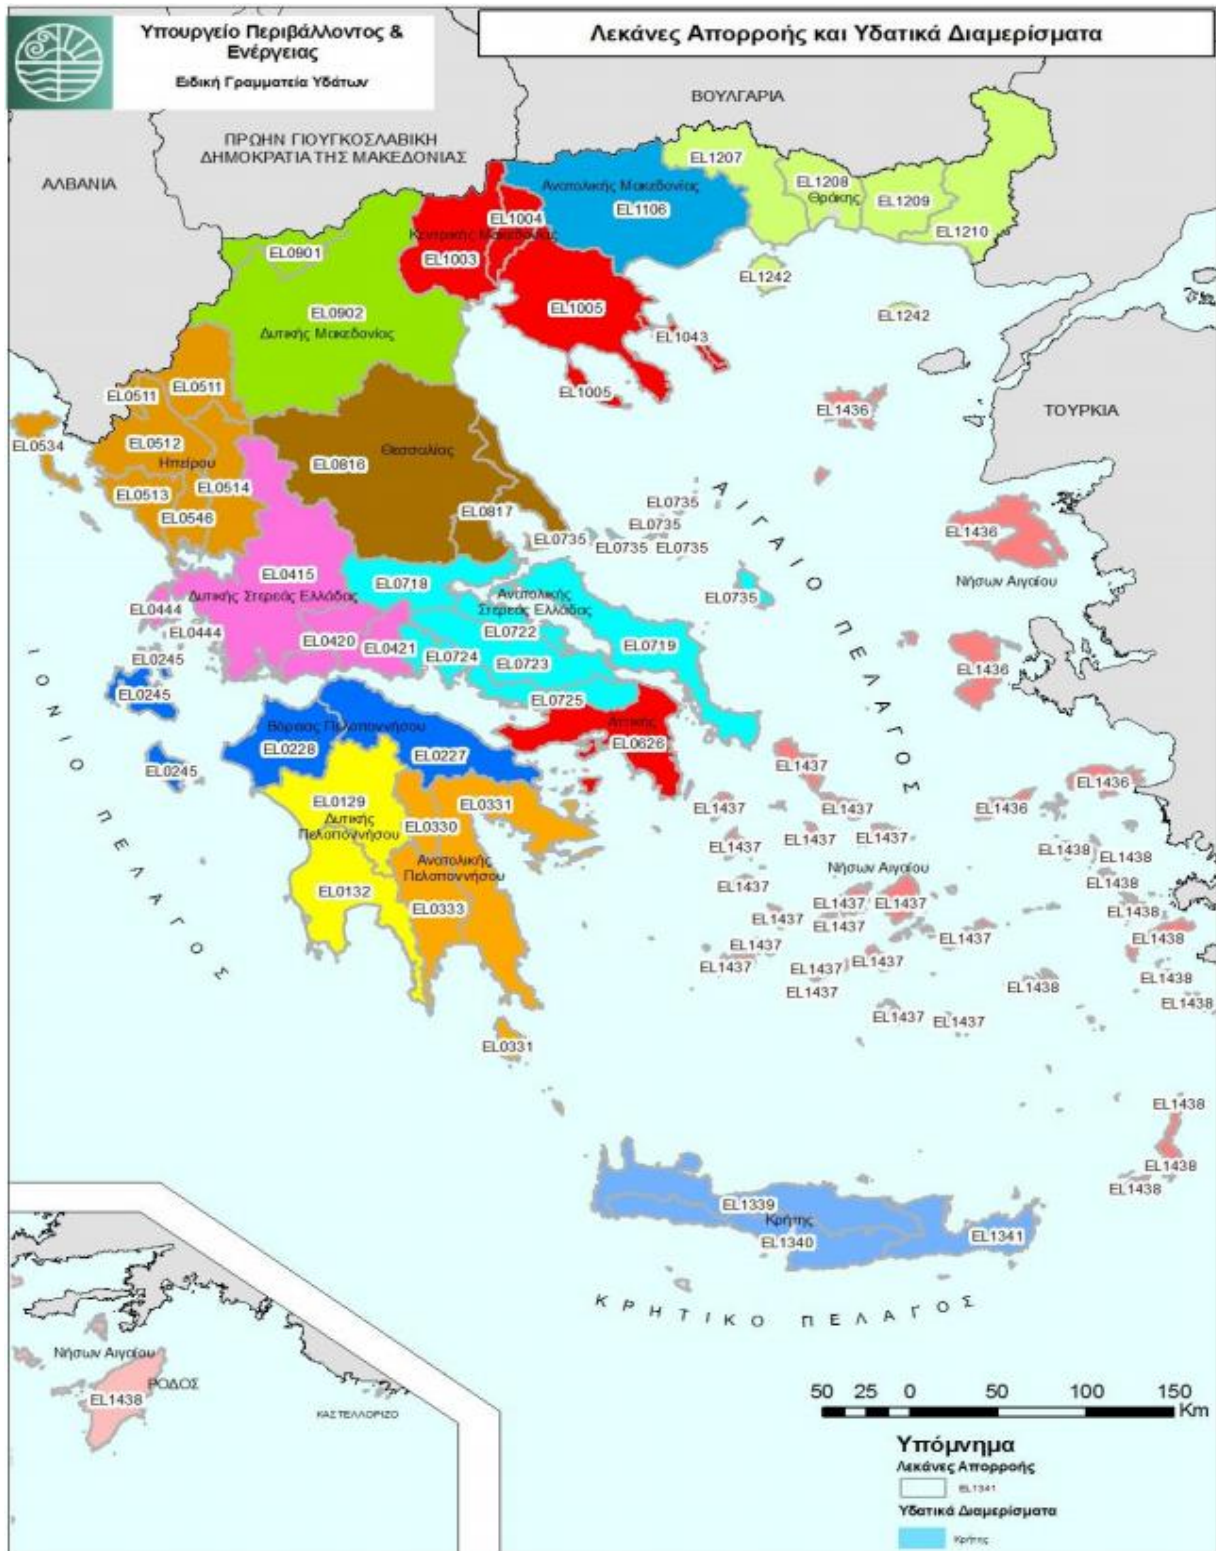 Υπουργείο Περιβάλλοντος &
Ενέργειας
Ειδική Γραμματεία Υδάτων
Λεκάνες Απορροής και Υδατικά Διαμερίσματα
ΒΟΥΛΓΑΡΙΑ
ΠΡΩΗΝ ΓΙΟΥΓΚΟΣΛΑΒΙΚΗ
ΔΗΜΟΚΡΑΤΙΑ ΤΗΣ ΜΑΚΕΔΟΝΙΑΣ
ΑΛΒΑΝΙΑ
EL1207
Ανατολικής Μακεδονίας
EL1106
EL1208
Θράκης
EL1209
EL1210
EL1004
Κεντρικής Μακεδονίας
EL1003
EL0901
EL1242
EL1242
EL0902
Δυτικής Μακεδονίας
EL1005
EL1043
EL1005
EL0511
EL0511
EL1436
ΤΟΥΡΚΙΑ
EL0534
EL0512
Ηπείρου
EL0816
Θεσσαλίας
EL0513
EL0514
EL0546
EL0817
EL0735
EL0735
EL0735
EL0735
EL0735
ΑΙΓΑΙΟ ΠΕΛΑΓΟΣ
EL1436
Νήσων Αιγαίου
EL0415
Δυτικής Στερεάς Ελλάδας
EL0718
Ανατολικής
Στερεάς Ελλάδας
EL0735
EL0444
EL0444
EL0420
EL0421
EL0722
EL0724
EL0723
EL0719
EL0725
EL1436
ΙΟΝΙΟ ΠΕΛΑΓΟΣ
EL0245
EL0245
EL0245
Βόρειας Πελοποννήσου
EL0228
EL0227
Αττικής
EL0626
EL1437
EL1436
EL1436
EL0129
Δυτικής
Πελοποννήσου
EL0330
EL0331
EL1437
EL1437
EL1437
EL1437
EL1437
EL1438
EL1438
Ανατολικής
Πελοποννήσου
EL0132
EL0333
Νήσων Αιγαίου
EL1437
EL1438
EL1437
EL1437
EL1438
EL1437
EL1437
EL1437
EL1437
EL1438
EL1437
EL1437
EL1437
EL1438
EL1437
EL1438
EL1438
EL1437
EL1437
EL0331
EL1438
EL1438
EL1438
EL1339
Κρήτης
EL1340
EL1341
ΚΡΗΤΙΚΟ ΠΕΛΑΓΟΣ
Νήσων Αιγαίου
ΡΟΔΟΣ
EL1438
ΚΑΣΤΕΛΛΟΡΙΖΟ
50 25 0 50 100 150
Km
Υπόμνημα
Λεκάνες Απορροής
EL1341
Υδατικά Διαμερίσματα
Κρήτης